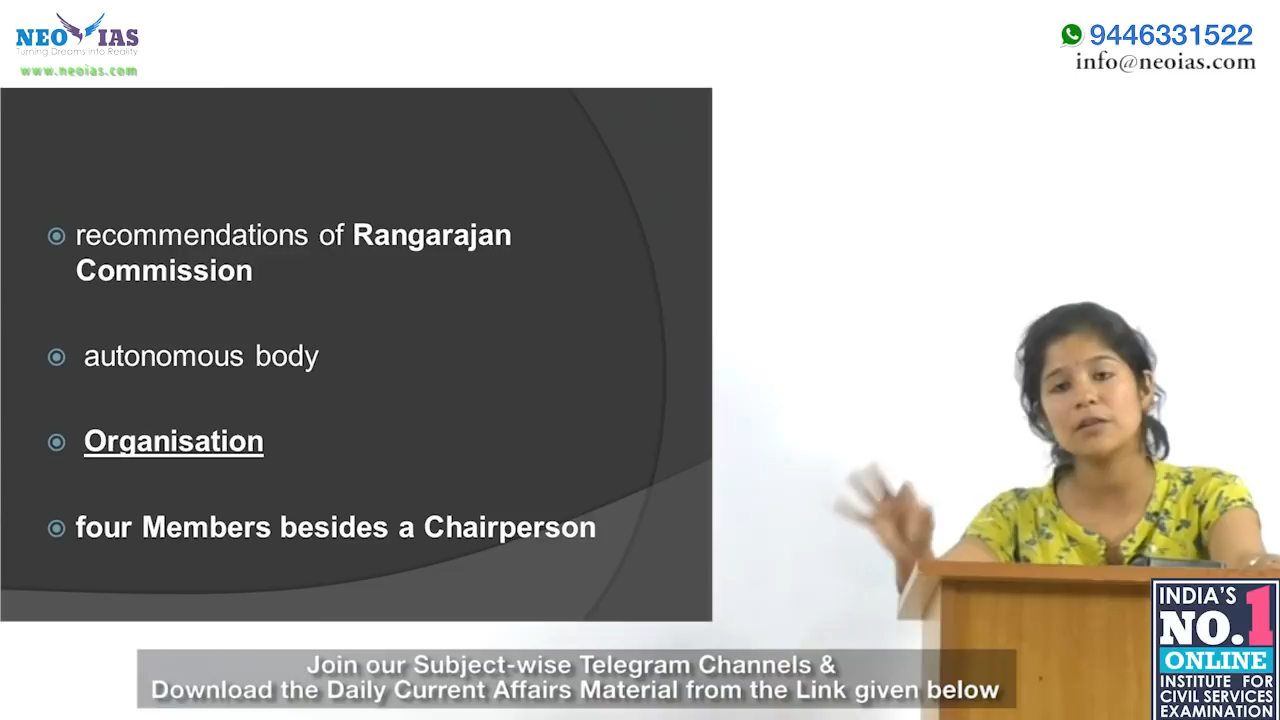 NEO IAS
Turning Dreams into Reality
www.neoias.com
9446331522
info@neoias.com
recommendations of Rangarajan
Commission
autonomous body
Organisation
four Members besides a Chairperson
Join our Subject-wise Telegram Channels &
Download the Daily Current Affairs Material from the Link given below
INDIA'S
NO.1
ONLINE
INSTITUTE FOR
CIVIL SERVICES
EXAMINATION